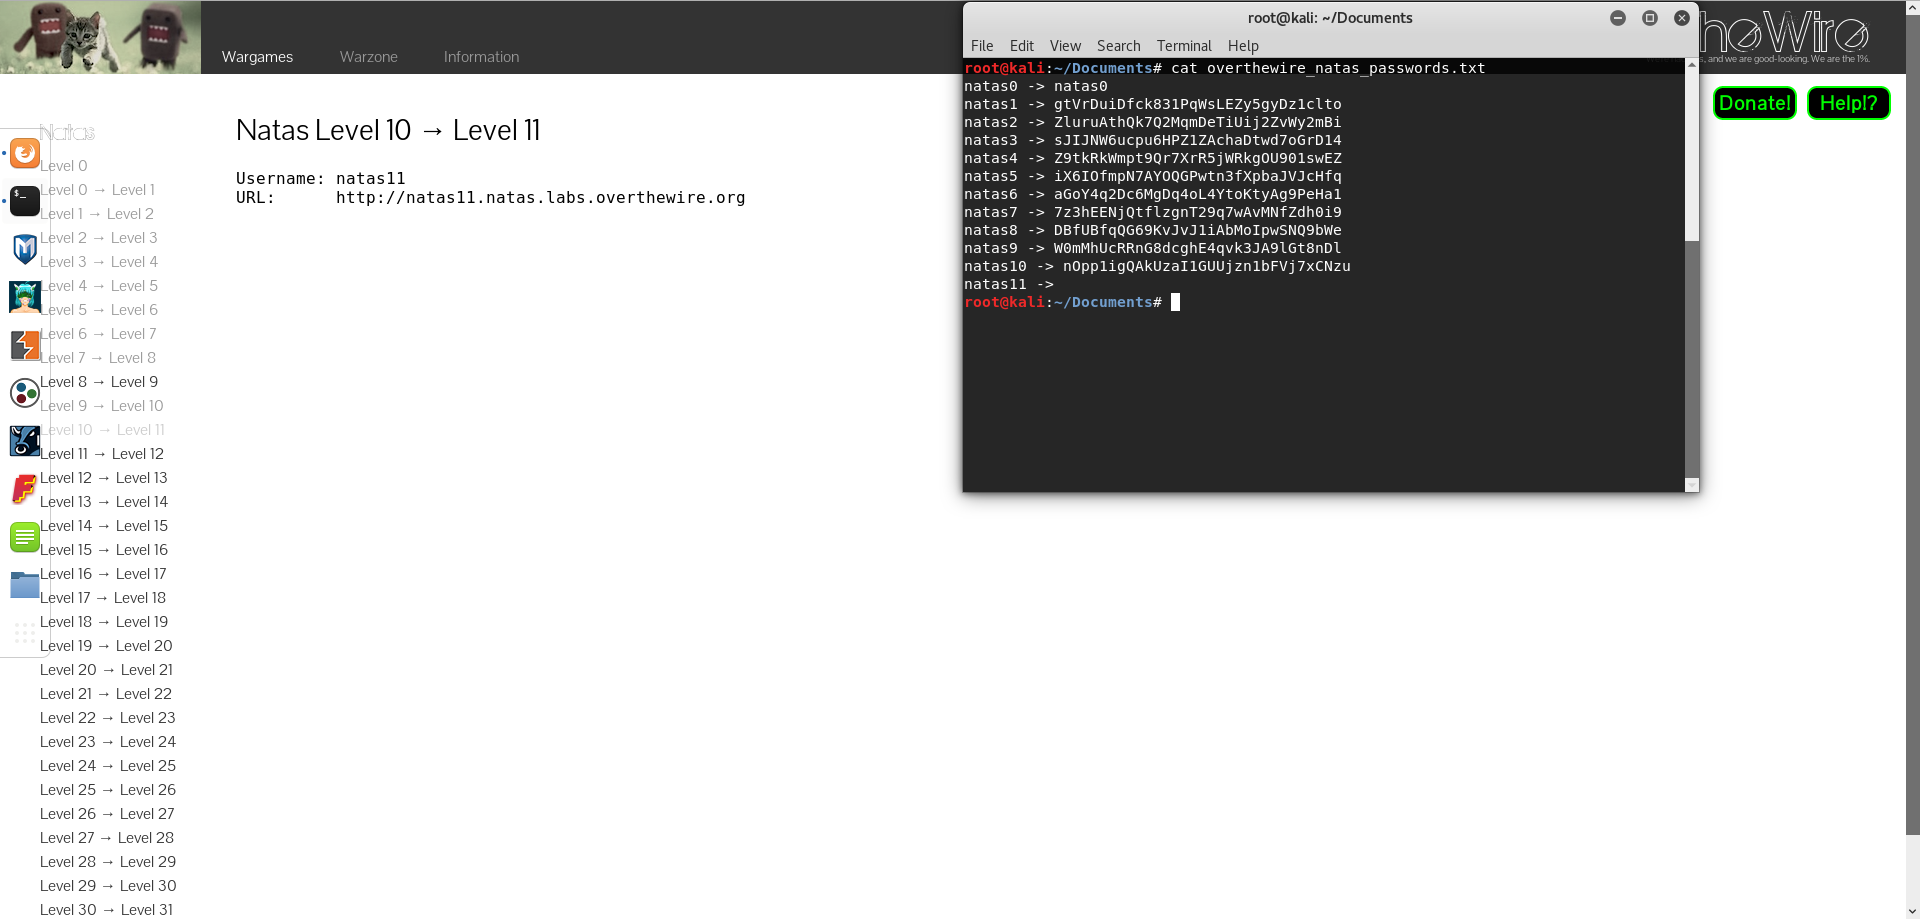 Wargames Warzone Information
heWire
s, and we are good-looking. We are the 1%.
Donate! Help!?
Natas
Level 0
Level 0 → Level 1
Level 1 → Level 2
Level 2 → Level 3
Level 3 → Level 4
Level 4 → Level 5
Level 5 → Level 6
Level 6 → Level 7
Level 7 → Level 8
Level 8 → Level 9
Level 9 → Level 10
Level 10 → Level 11
Level 11 → Level 12
Level 12 → Level 13
Level 13 → Level 14
Level 14 → Level 15
Level 15 → Level 16
Level 16 → Level 17
Level 17 → Level 18
Level 18 → Level 19
Level 19 → Level 20
Level 20 → Level 21
Level 21 → Level 22
Level 22 → Level 23
Level 23 → Level 24
Level 24 → Level 25
Level 25 → Level 26
Level 26 → Level 27
Level 27 → Level 28
Level 28 → Level 29
Level 29 → Level 30
Level 30 → Level 31
Natas Level 10 → Level 11
Username: natas11
URL: http://natas11.natas.labs.overthewire.org
root@kali: ~/Documents
File Edit View Search Terminal Help
root@kali:~/Documents# cat overthewire_natas_passwords.txt
natas0 -> natas0
natas1 -> gtVrDuiDfck831PqWsLEZy5gyDz1clto
natas2 -> ZluruAthQk7Q2MqmDeTiUij2ZvWy2mBi
natas3 -> sJIJNW6ucpu6HPZ1ZAchaDtwd7oGrD14
natas4 -> Z9tkRkWmpt9Qr7XrR5jWRkgOU901swEZ
natas5 -> iX6IOfmpN7AYOQGPwtn3fXpbaJVJcHfq
natas6 -> aGoY4q2Dc6MgDq4oL4YtoKtyAg9PeHa1
natas7 -> 7z3hEENjQtflzgnT29q7wAvMNfZdh0i9
natas8 -> DBfUBfqQG69KvJvJ1iAbMoIpwSNQ9bWe
natas9 -> W0mMhUcRRnG8dcghE4qvk3JA9lGt8nDl
natas10 -> nOpp1igQAkUzaI1GUUjzn1bFVj7xCNzu
natas11 ->
root@kali:~/Documents#